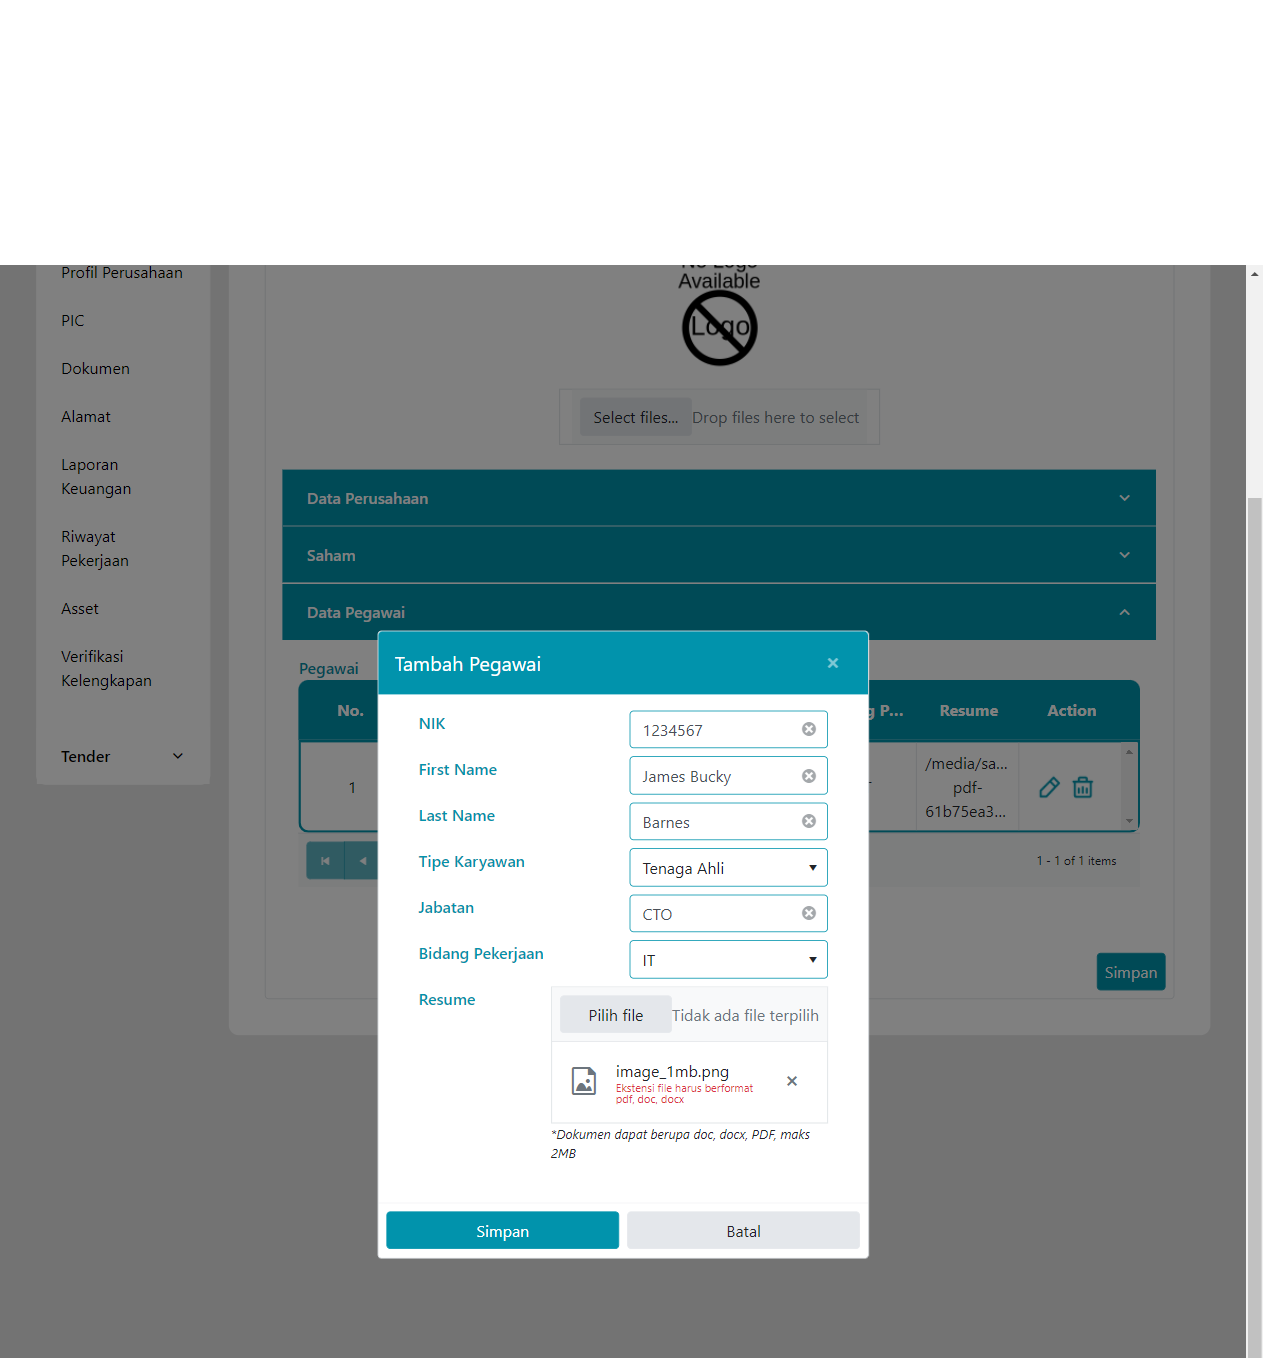 Profil Perusahaan
PIC
Dokumen
Alamat
Laporan
Keuangan
Riwayat
Pekerjaan
Asset
Verifikasi
Kelengkapan
Tender
No Logo
Available
Logo
Select files...
Drop files here to select
Data Perusahaan
Saham
Data Pegawai
Pegawai
No.
g P...
Resume
Action
1
/media/sa...
pdf-
61b75ea3...
1 - 1 of 1 items
Simpan
Tambah Pegawai
NIK
1234567
First Name
James Bucky
Last Name
Barnes
Tipe Karyawan
Tenaga Ahli
Jabatan
CTO
Bidang Pekerjaan
IT
Resume
Pilih file
Tidak ada file terpilih
image_1mb.png
Ekstensi file harus berformat
pdf, doc, docx
*Dokumen dapat berupa doc, docx, PDF, maks
2MB
Simpan
Batal